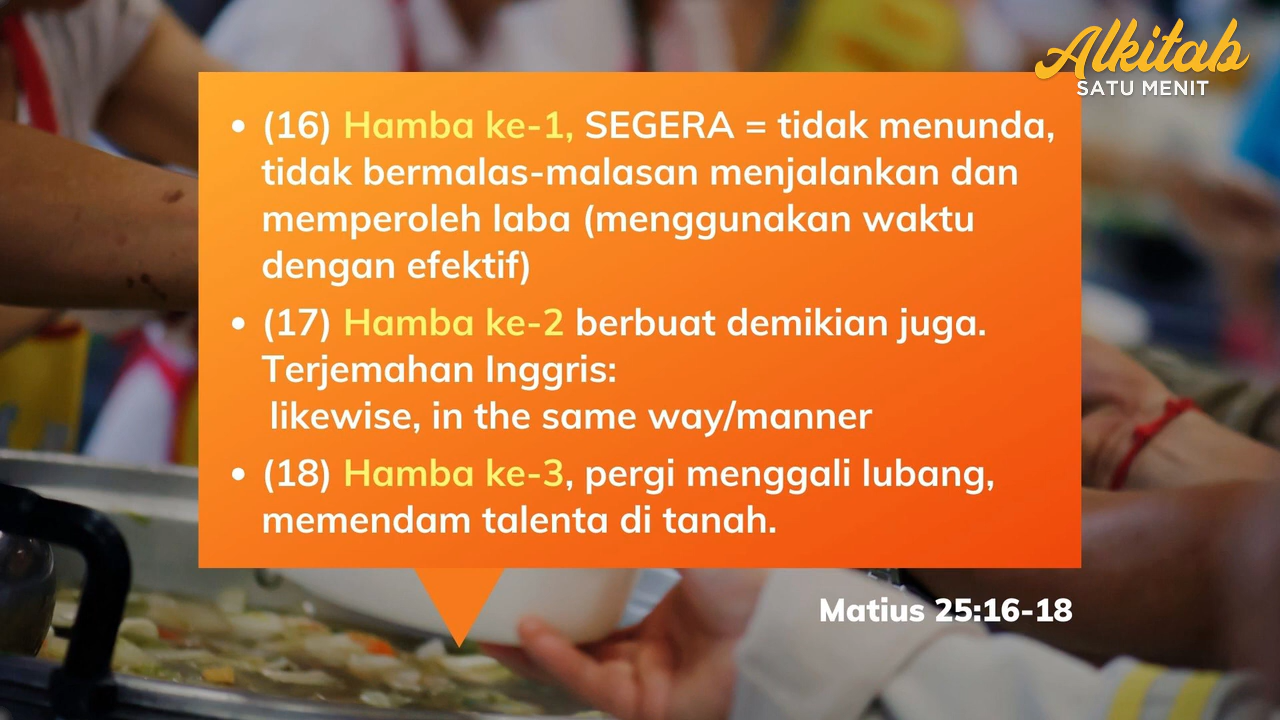 Alkitab
SATU MENIT
• (16) Hamba ke-1, SEGERA = tidak menunda,
tidak bermalas-malasan menjalankan dan
memperoleh laba (menggunakan waktu
dengan efektif)
• (17) Hamba ke-2 berbuat demikian juga.
Terjemahan Inggris:
likewise, in the same way/manner
• (18) Hamba ke-3, pergi menggali lubang,
memendam talenta di tanah.
Matius 25:16-18